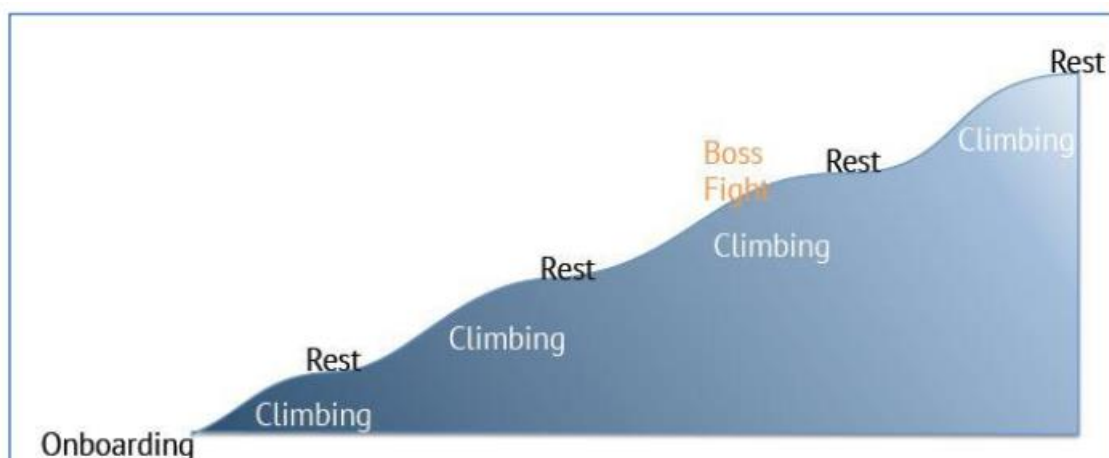 Rest
Climbing
Boss
Fight
Rest
Climbing
Rest
Climbing
Rest
Climbing
Onboarding